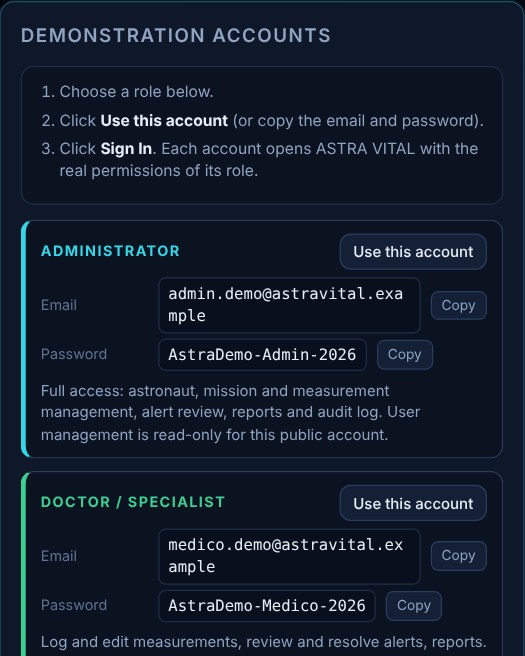 DEMONSTRATION ACCOUNTS
1. Choose a role below.
2. Click Use this account (or copy the email and password).
3. Click Sign In. Each account opens ASTRA VITAL with the
real permissions of its role.
ADMINISTRATOR
Use this account
Email
admin.demo@astravital.exa
mple
Copy
Password
AstraDemo-Admin-2026
Copy
Full access: astronaut, mission and measurement
management, alert review, reports and audit log. User
management is read-only for this public account.
DOCTOR / SPECIALIST
Use this account
Email
medico.demo@astravital.ex
ample
Copy
Password
AstraDemo-Medico-2026
Copy
Log and edit measurements, review and resolve alerts, reports.